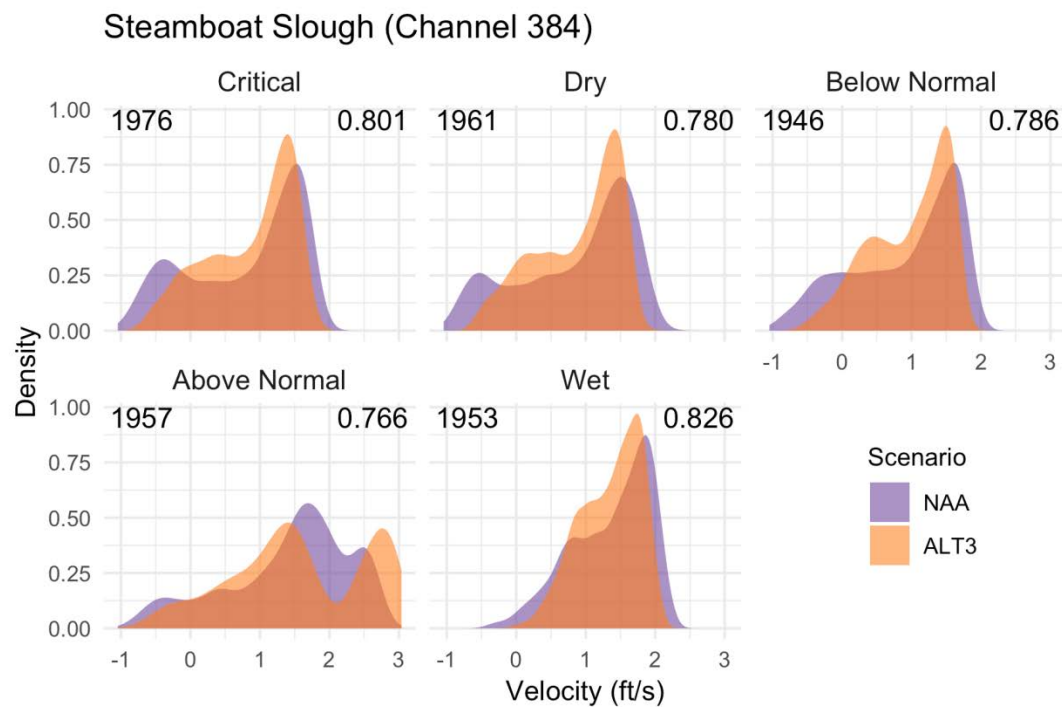 Steamboat Slough (Channel 384)
Critical
Dry
Below Normal
1.00
0.75
0.50
0.25
0.00
1976
0.801
1961
0.780
1946
0.786
-1 0 1 2 3
Above Normal
Wet
1.00
0.75
0.50
0.25
0.00
1957
0.766
1953
0.826
-1 0 1 2 3
-1 0 1 2 3
Density
Velocity (ft/s)
Scenario
NAA
ALT3